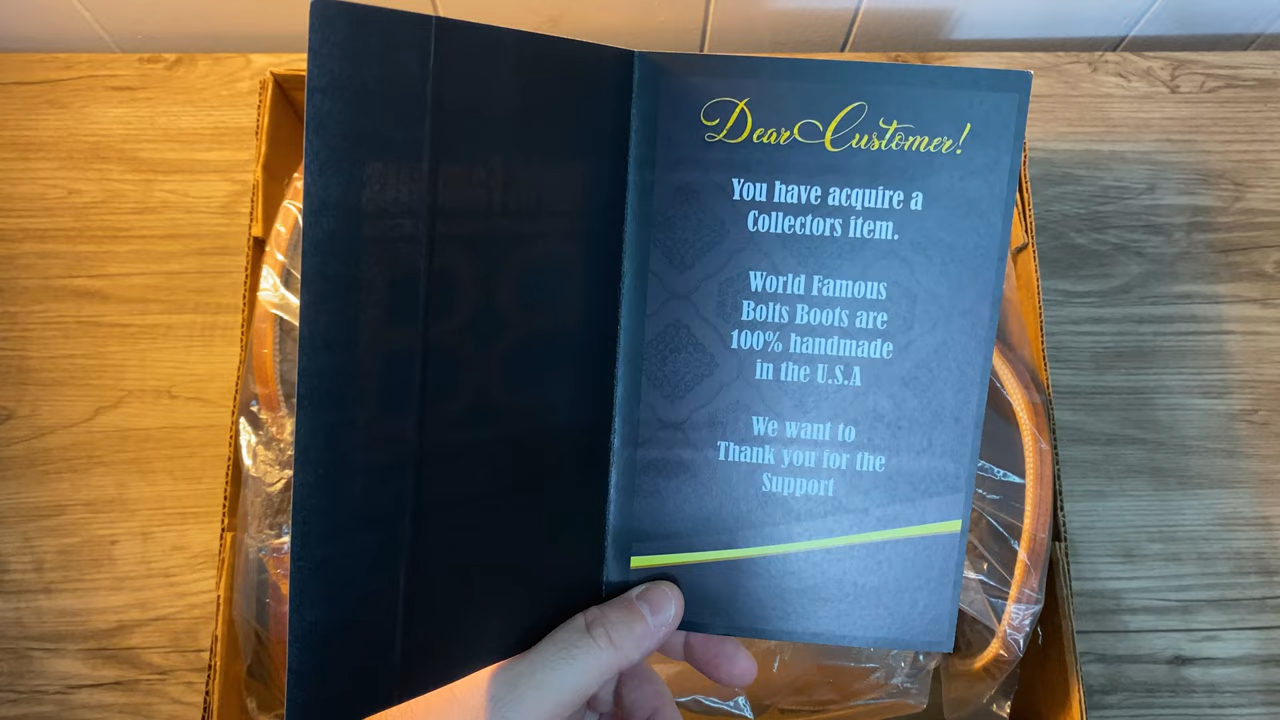 Dear Customer!
You have acquire a
Collectors item.
World Famous
Bolts Boots are
100% handmade
in the U.S.A
We want to
Thank you for the
Support